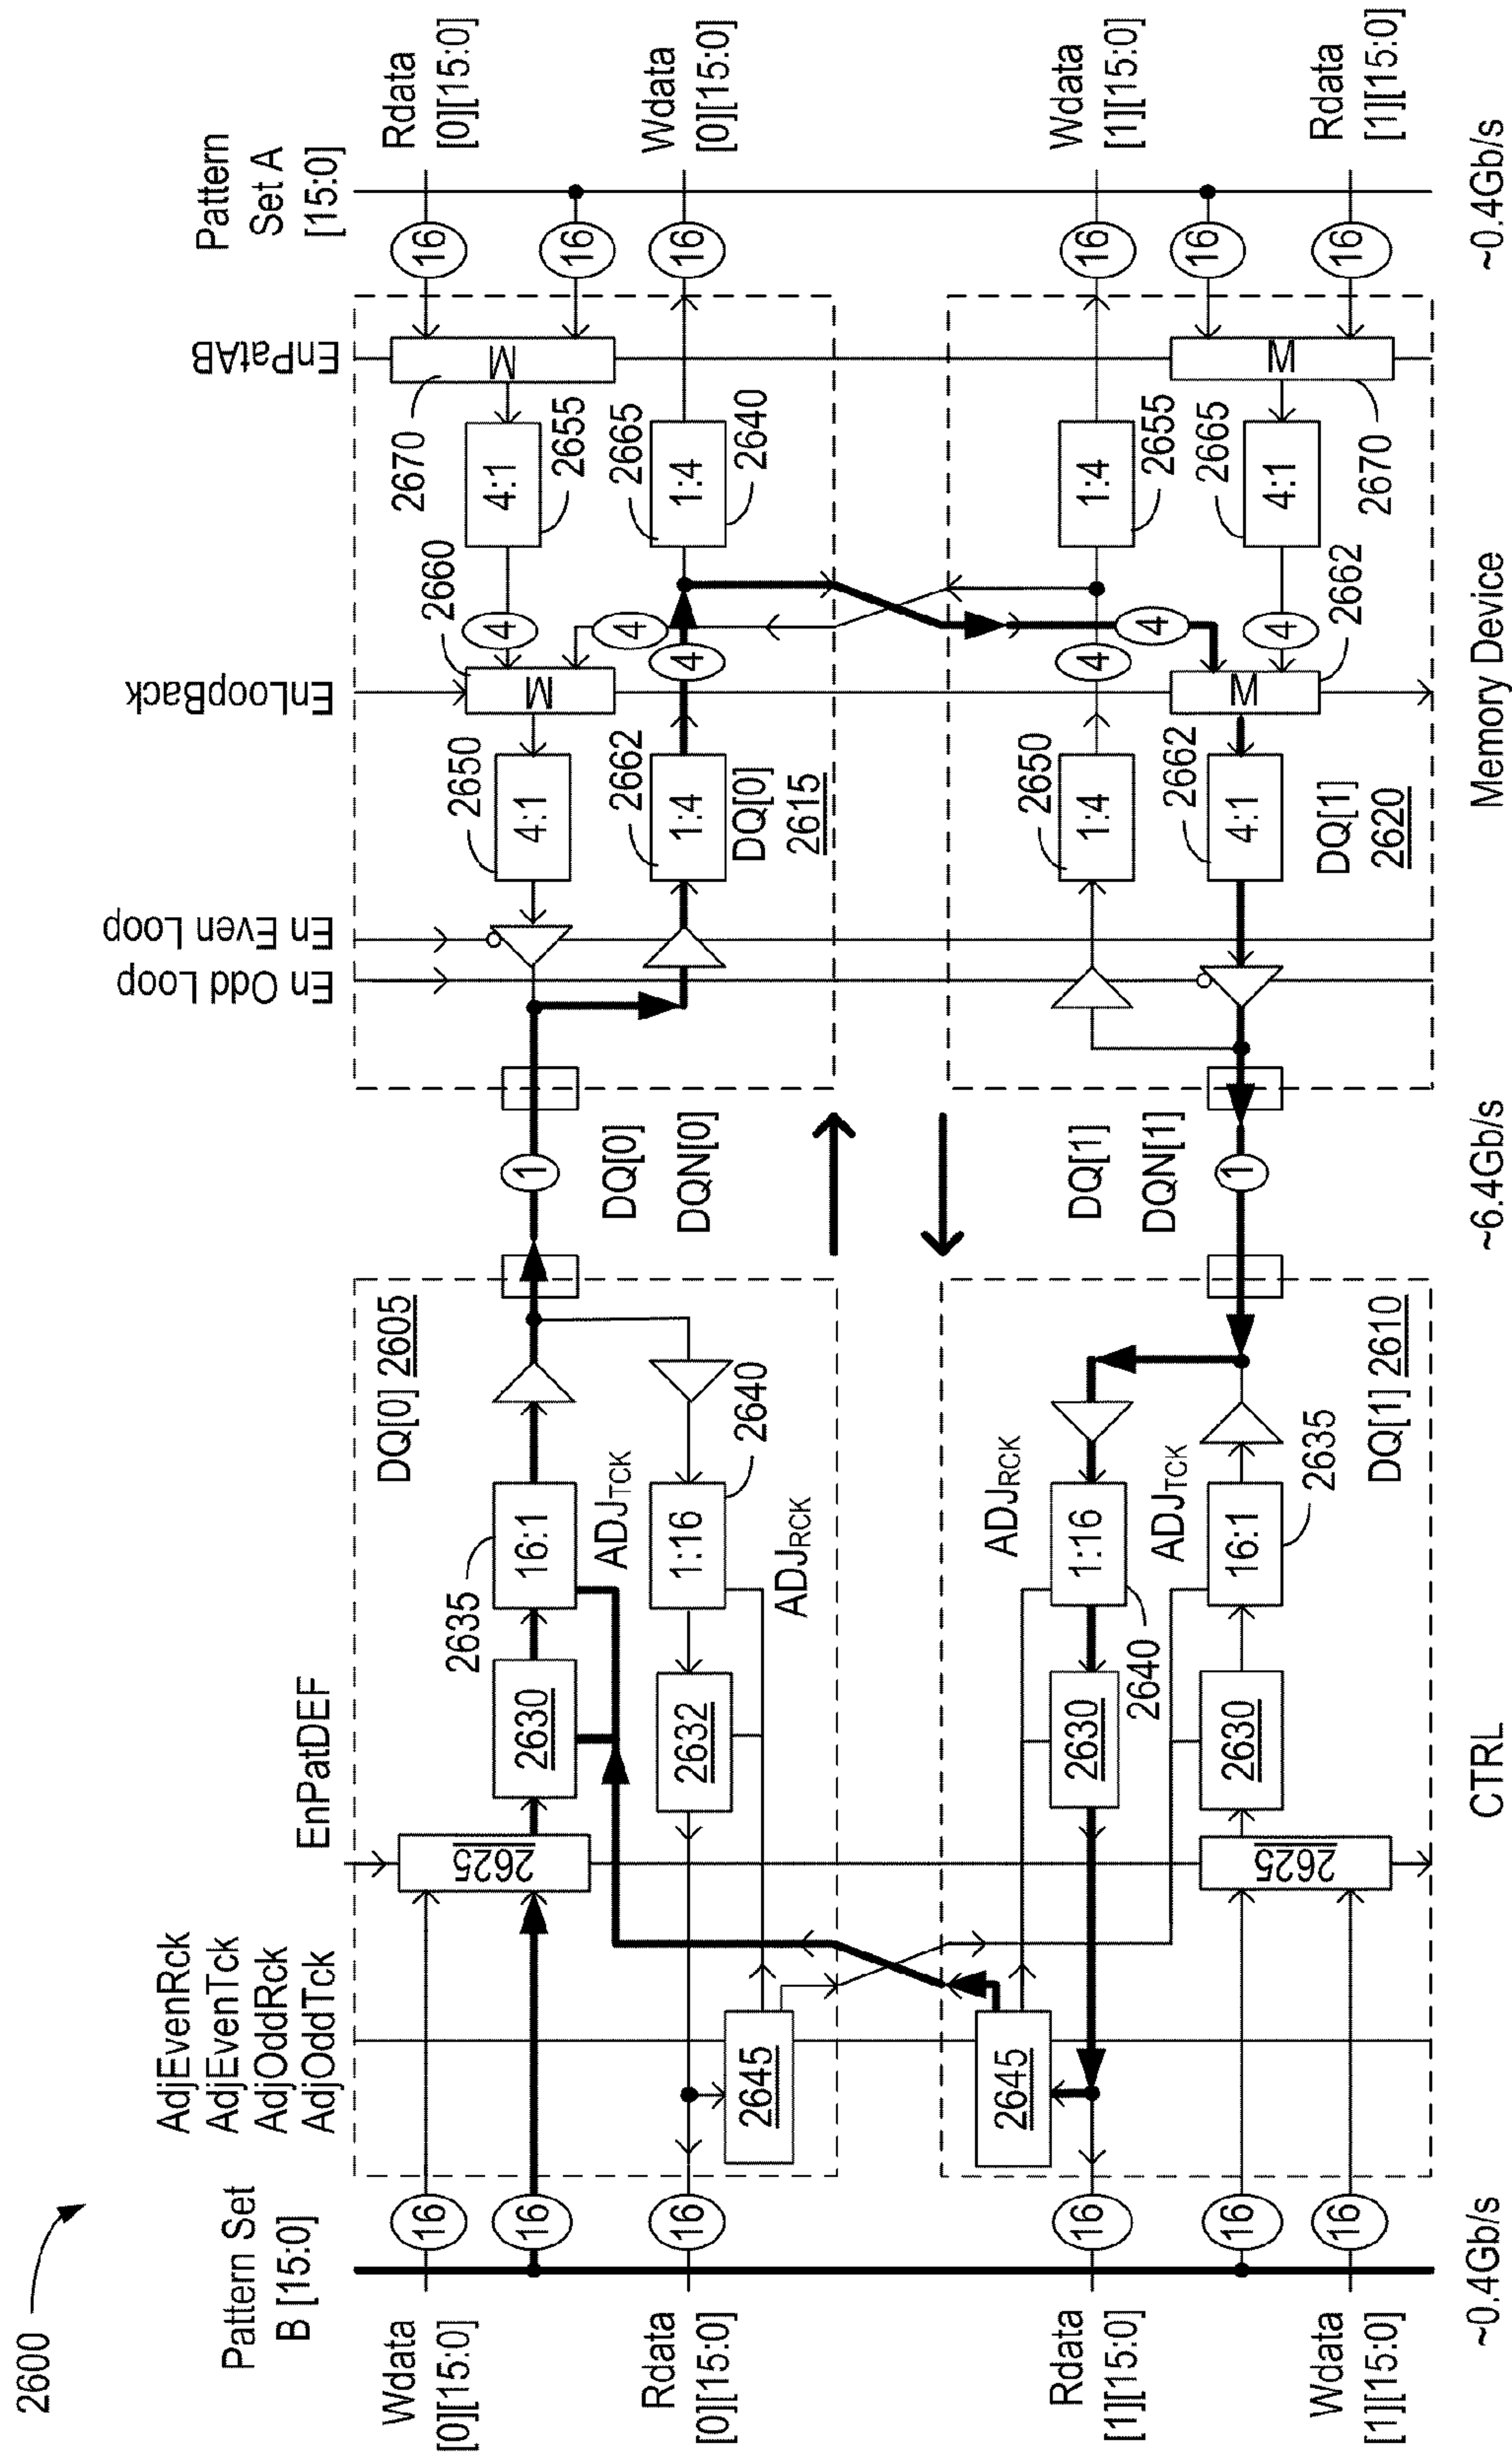 2600
Pattern Set
B [15:0]
Wdata
[0][15:0]
Rdata
[0][15:0]
Rdata
[1][15:0]
Wdata
[1][15:0]
~0.4Gb/s
16
16
16
16
16
16
AdjEvenRck
AdjEvenTck
AdjOddRck
AdjOddTck
EnPatDEF
2645
2645
2625
2625
2630
2632
2630
2630
2635
16:1
ADJTCK
1:16
2640
ADJRCK
DQ[0] 2605
ADJRCK
1:16
2640
ADJTCK
16:1
2635
DQ[1] 2610
CTRL
1
DQ[0]
DQN[0]
DQ[1]
DQN[1]
1
~6.4Gb/s
En Odd Loop
En Even Loop
EnLoopBack
EnPatAB
2650
4:1
2662
1:4
DQ[0]
2615
2650
1:4
2662
4:1
DQ[1]
2620
2660
M
4
4
4
4
4
4
M
2662
2670
4:1
2655
2665
1:4
2640
1:4
2655
2665
4:1
2670
M
M
Memory Device
16
16
16
16
16
16
Pattern
Set A
[15:0]
Rdata
[0][15:0]
Wdata
[0][15:0]
Wdata
[1][15:0]
Rdata
[1][15:0]
~0.4Gb/s